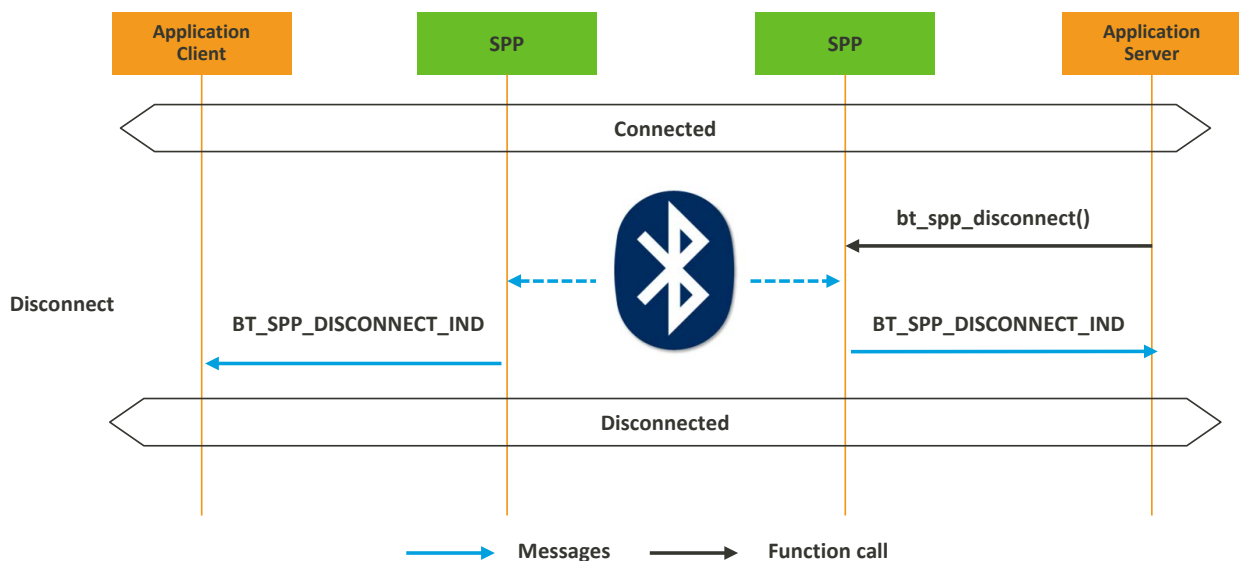 Application
Client
SPP
SPP
Application
Server
Connected
bt_spp_disconnect()
Disconnect
BT_SPP_DISCONNECT_IND
BT_SPP_DISCONNECT_IND
Disconnected
Messages
Function call